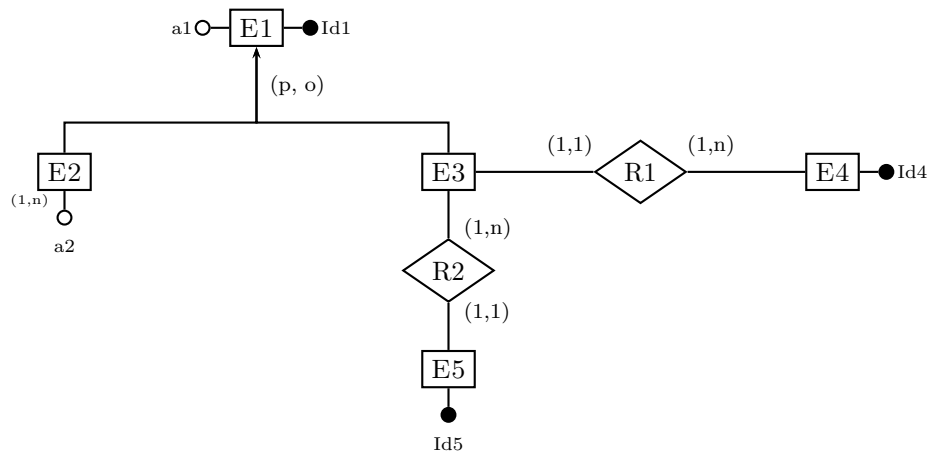 a1 E1 Id1
(p, o)
E2 E3 (1,1) R1 (1,n) E4 Id4
(1,n)
a2
(1,n)
R2
(1,1)
E5
Id5